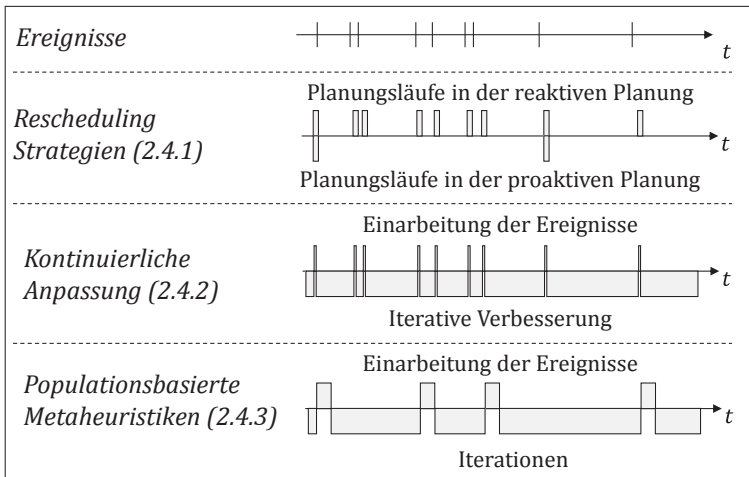 Ereignisse
t
Planungsläufe in der reaktiven Planung
Rescheduling
Strategien (2.4.1)
t
Planungsläufe in der proaktiven Planung
Einarbeitung der Ereignisse
Kontinuierliche
Anpassung (2.4.2)
t
Iterative Verbesserung
Einarbeitung der Ereignisse
Populationsbasierte
Metaheuristiken (2.4.3)
t
Iterationen